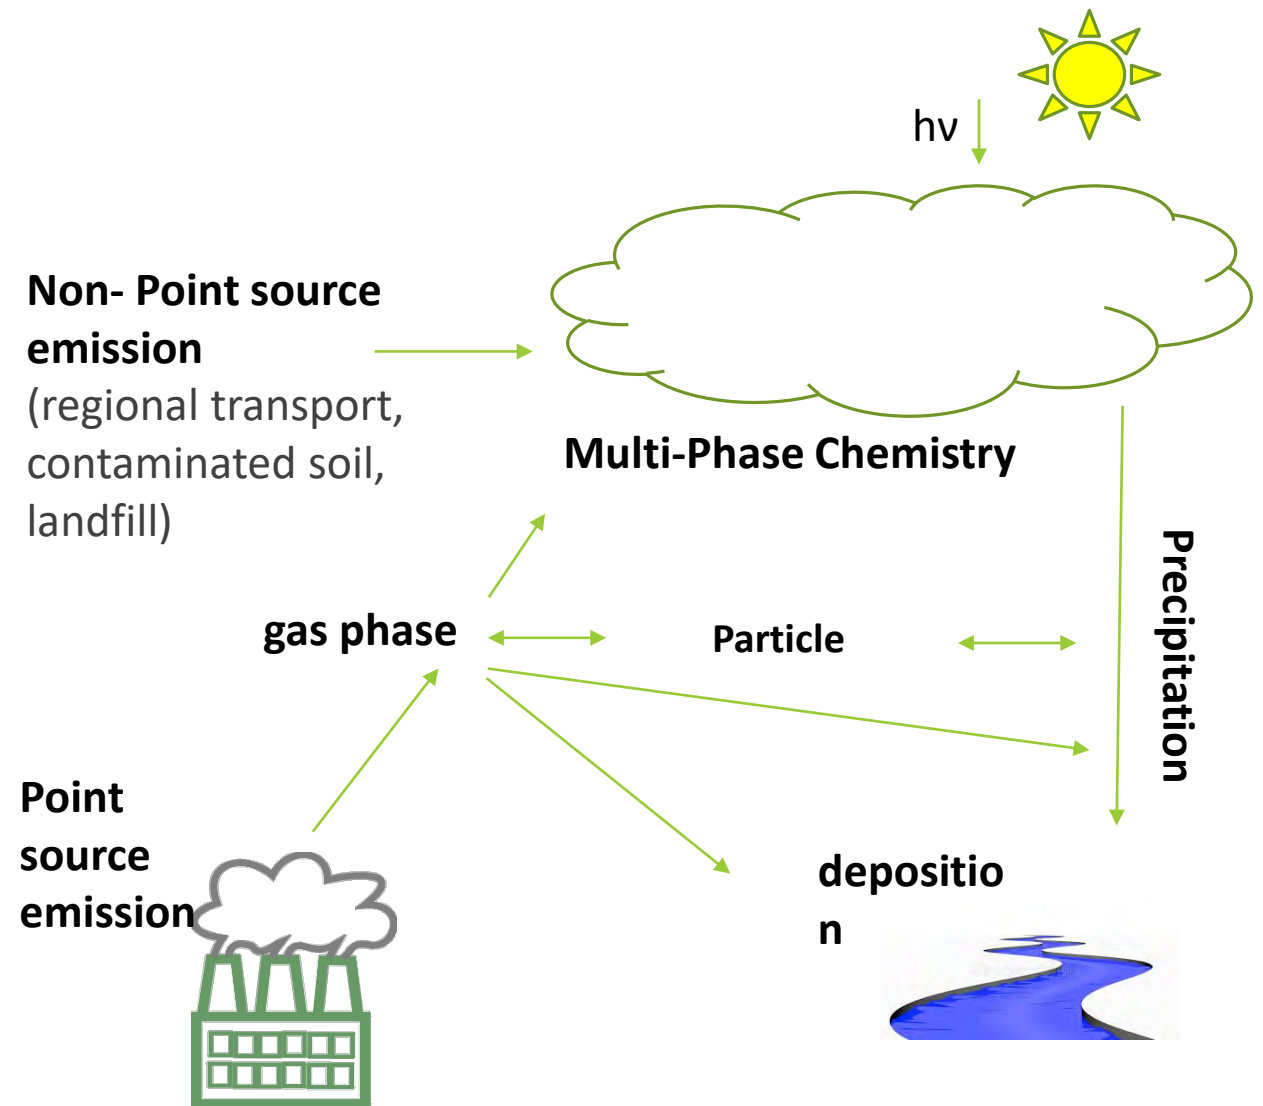 hν
Non- Point source
emission
(regional transport,
contaminated soil,
landfill)
Multi-Phase Chemistry
Precipitation
gas phase
Particle
Point
source
emission
depositio
n